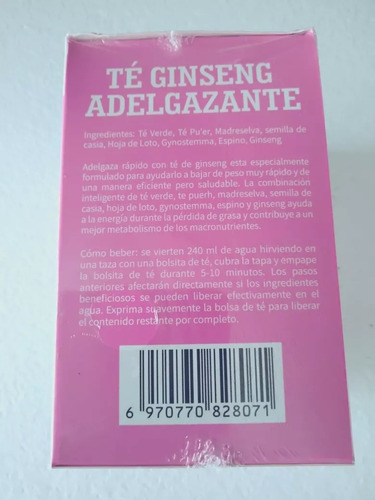 TÉ GINSENG
ADELGAZANTE
Ingredientes: Té Verde, Té Pu'er, Madreselva, semilla de
casia, Hoja de Loto, Gynostemma, Espino, Ginseng
Adelgaza rápido con té de ginseng esta especialmente
formulado para ayudarlo a bajar de peso muy rápido y de
una manera eficiente pero saludable. La combinación
inteligente de té verde, te puerh, madreselva, semilla de
casia, hoja de loto, gynostemma, espino y ginseng ayuda
a la energía durante la pérdida de grasa y contribuye a un
mejor metabolismo de los macronutrientes.
Cómo beber: se vierten 240 ml de agua hirviendo en
una taza con una bolsita de té, cubra la tapa y empape
la bolsita de té durante 5-10 minutos. Los pasos
anteriores afectarán directamente si los ingredientes
beneficiosos se pueden liberar efectivamente en el
agua. Exprima suavemente la bolsa de té para liberar
el contenido restante por completo.
6 970770 828071